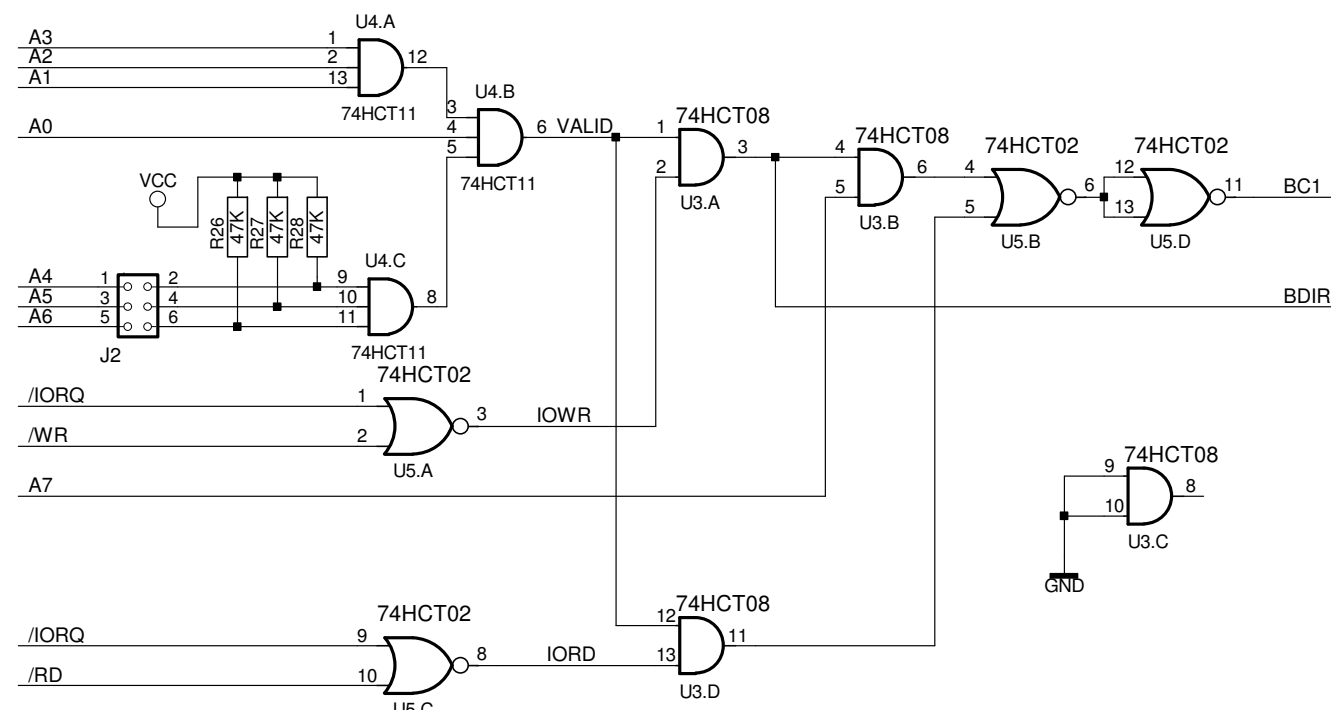 U4.A
A3 1
A2 2 12
A1 13
74HCT11
U4.B
3
A0 4 6 VALID
5
74HCT11
74HCT08
1
2 3
U3.A
74HCT08
4
5 6
U3.B
74HCT02
4 6
5
U5.B
74HCT02
12 11 BC1
13
U5.D
VCC
R26 47K R27 47K R28 47K
U4.C
A4 1 2 9
A5 3 4 10 8
A6 5 6 11
J2
74HCT11
BDIR
74HCT02
/IORQ 1
3 IOWR
/WR 2
U5.A
A7
74HCT08
9
10 8
U3.C
GND
74HCT02
/IORQ 9
8 IORD
/RD 10
U5.C
74HCT08
12
13 11
U3.D